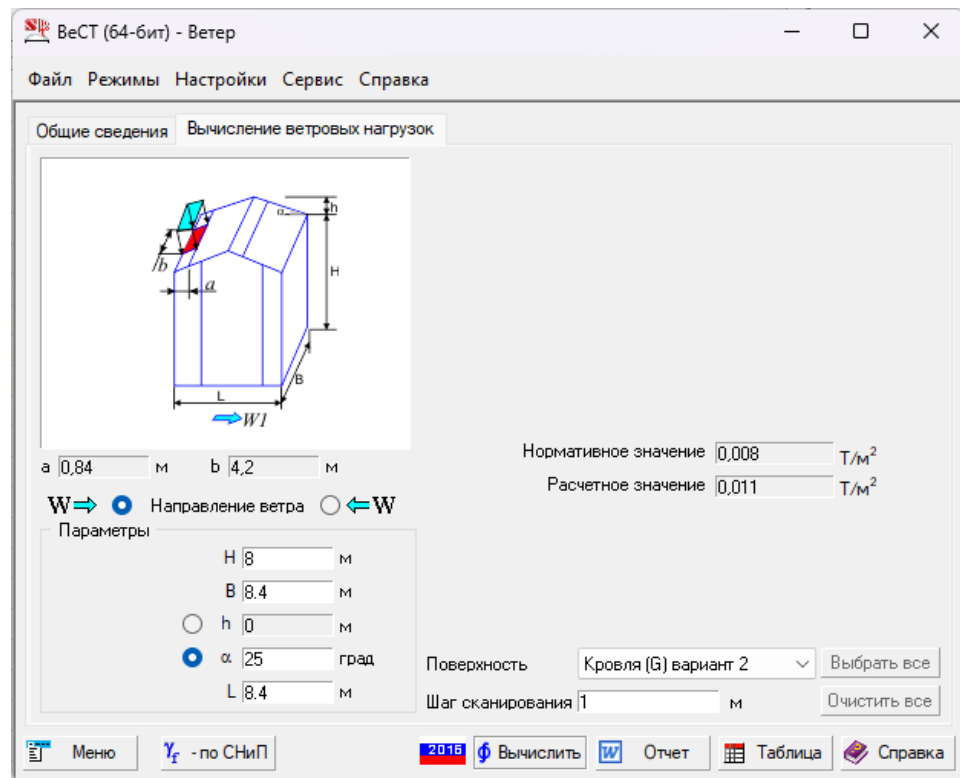 ВеСТ (64-бит) - Ветер
Файл Режимы Настройки Сервис Справка
Общие сведения Вычисление ветровых нагрузок
α h
b
a
H
B
L
W1
a 0,84 м b 4,2 м
W Направление ветра W
Нормативное значение 0,008 Т/м²
Расчетное значение 0,011 Т/м²
Параметры
H 8 м
B 8.4 м
h 0 м
α 25 град
L 8.4 м
Поверхность Кровля (G) вариант 2 Выбрать все
Шаг сканирования 1 м Очистить все
Меню γf - по СНиП 2016 Вычислить W Отчет Таблица Справка